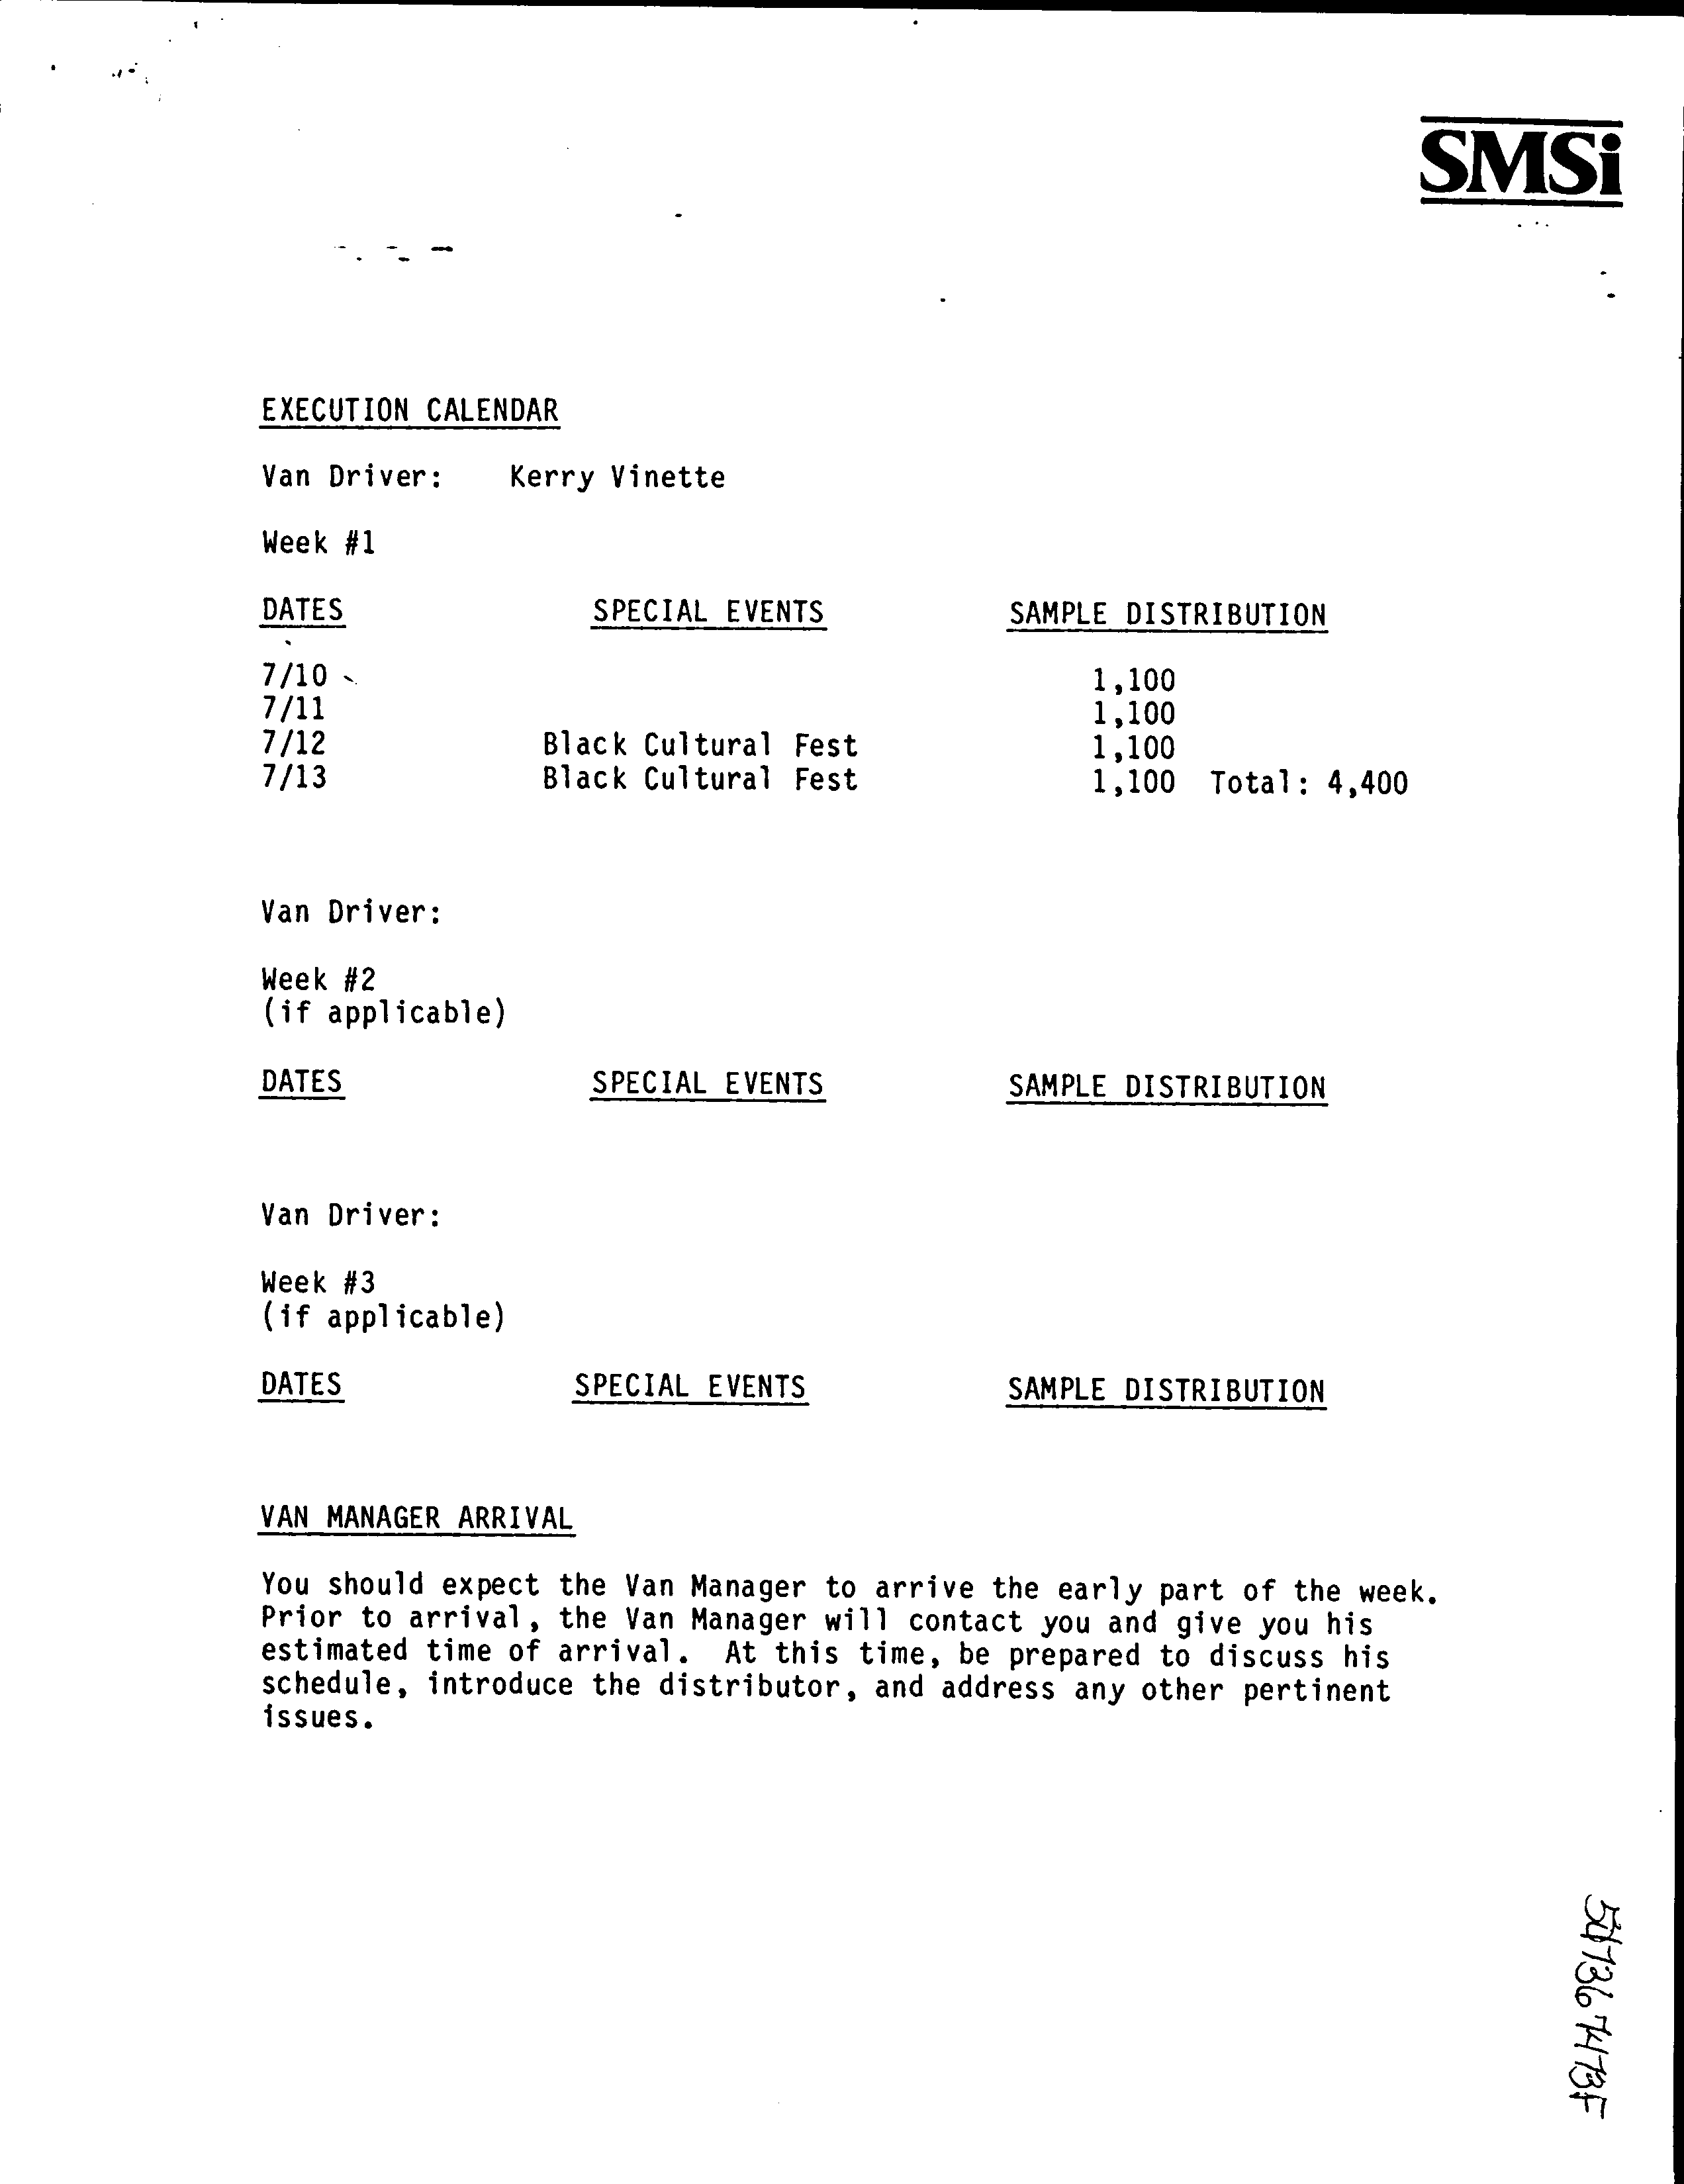 SMSi
EXECUTION CALENDAR
Van Driver: Kerry Vinette
Week #1
DATES SPECIAL EVENTS SAMPLE DISTRIBUTION
7/10 1,100
7/11 1,100
7/12 Black Cultural Fest 1,100
7/13 Black Cultural Fest 1,100 Total: 4,400
Van Driver:
Week #2
(if applicable)
DATES SPECIAL EVENTS SAMPLE DISTRIBUTION
Van Driver:
Week #3
(if applicable)
DATES SPECIAL EVENTS SAMPLE DISTRIBUTION
VAN MANAGER ARRIVAL
You should expect the Van Manager to arrive the early part of the week.
Prior to arrival, the Van Manager will contact you and give you his
estimated time of arrival. At this time, be prepared to discuss his
schedule, introduce the distributor, and address any other pertinent
issues.